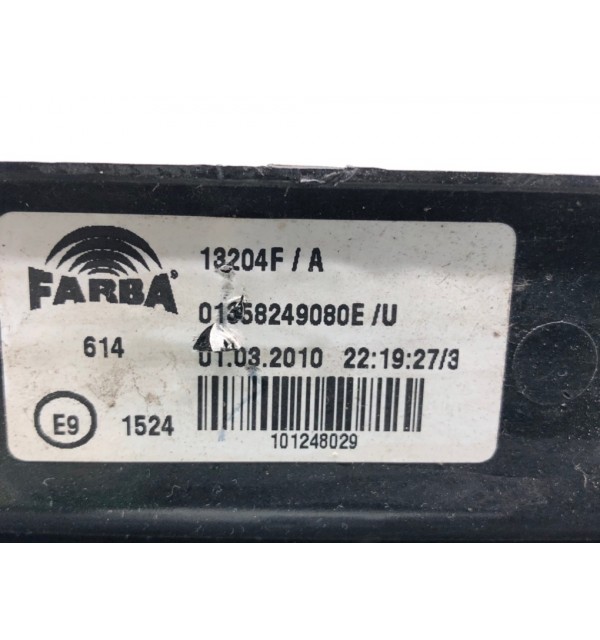 FARBA®
614
E9
1524
13204F / A
01358249080E /U
01.03.2010 22:19:27/3
101248029